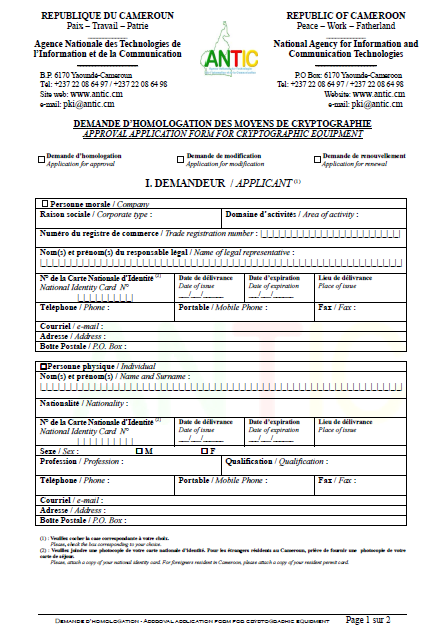 REPUBLIQUE DU CAMEROUN
Paix – Travail – Patrie
Agence Nationale des Technologies de
l'Information et de la Communication
B.P. 6170 Yaoundé-Cameroun
Tel: +237 22 08 64 97 / +237 22 08 64 98
Site web: www.antic.cm
e-mail: pki@antic.cm
ANTIC
REPUBLIC OF CAMEROON
Peace – Work – Fatherland
National Agency for Information and
Communication Technologies
P.O Box: 6170 Yaounde-Cameroon
Tel: +237 22 08 64 97 / +237 22 08 64 98
Website: www.antic.cm
e-mail: pki@antic.cm
DEMANDE D'HOMOLOGATION DES MOYENS DE CRYPTOGRAPHIE
APPROVAL APPLICATION FORM FOR CRYPTOGRAPHIC EQUIPMENT
Demande d'homologation
Application for approval
Demande de modification
Application for modification
Demande de renouvellement
Application for renewal
I. DEMANDEUR / APPLICANT (1)
Personne morale / Company
Raison sociale / Corporate type : Domaine d'activités / Area of activity :
Numéro du registre de commerce / Trade registration number :
Nom(s) et prénom(s) du responsable légal / Name of legal representative :
N° de la Carte Nationale d'Identité (2)
National Identity Card N°
Date de délivrance
Date of issue
__/__/____
Date d'expiration
Date of expiration
__/__/____
Lieu de délivrance
Place of issue
Téléphone / Phone : Portable / Mobile Phone : Fax / Fax :
Courriel / e-mail :
Adresse / Address :
Boîte Postale / P.O. Box :
Personne physique / Individual
Nom(s) et prénom(s) / Name and Surname :
Nationalité / Nationality :
N° de la Carte Nationale d'Identité (2)
National Identity Card N°
Date de délivrance
Date of issue
__/__/____
Date d'expiration
Date of expiration
__/__/____
Lieu de délivrance
Place of issue
Sexe / Sex : M F
Profession / Profession : Qualification / Qualification :
Téléphone / Phone : Portable / Mobile Phone : Fax / Fax :
Courriel / e-mail :
Adresse / Address :
Boîte Postale / P.O. Box :
(1) : Veuillez cocher la case correspondante à votre choix.
Please, check the box corresponding to your choice.
(2) : Veuillez joindre une photocopie de votre carte nationale d'identité. Pour les étrangers résidents au Cameroun, prière de fournir une photocopie de votre
carte de séjour.
Please, attach a copy of your national identity card. For foreigners resident in Cameroon, please attach a copy of your resident permit card.
Demande d'homologation - Approval application form for cryptographic equipment Page 1 sur 2